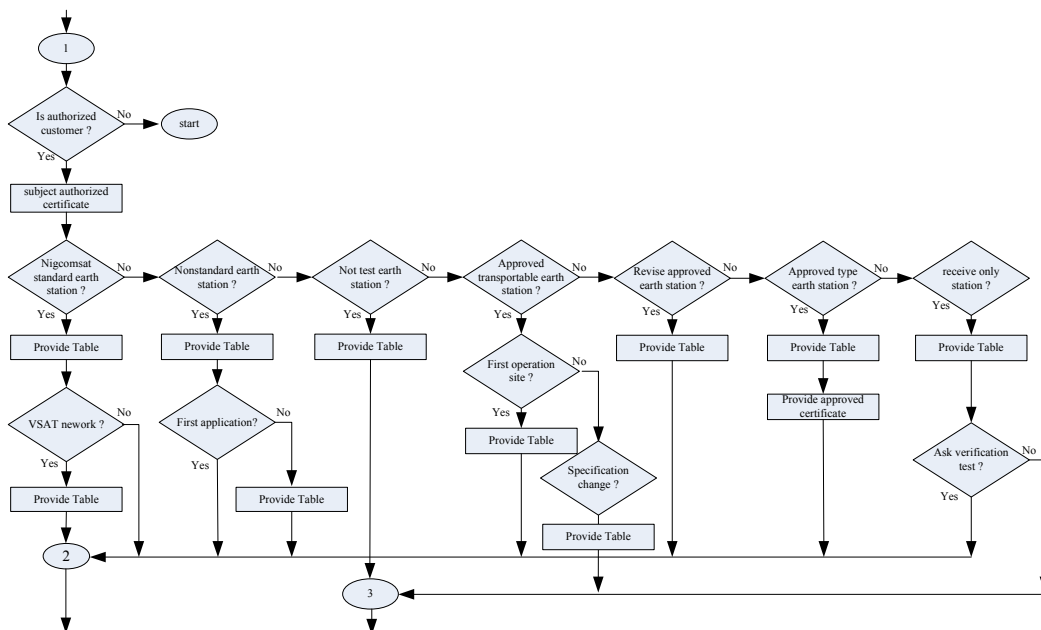 1
Is authorized
customer ?
No
start
Yes
subject authorized
certificate
Nigcomsat
standard earth
station ?
No
Nonstandard earth
station ?
No
Not test earth
station ?
No
Approved
transportable earth
station ?
No
Revise approved
earth station ?
No
Approved type
earth station ?
No
receive only
station ?
Yes
Yes
Yes
Yes
Yes
Yes
Yes
Provide Table
Provide Table
Provide Table
First operation
site ?
No
Provide Table
Provide Table
Provide Table
VSAT nework ?
No
First application?
No
Yes
Provide Table
Provide approved
certificate
Yes
Yes
Specification
change ?
Ask verification
test ?
No
Yes
Provide Table
Provide Table
Provide Table
2
3